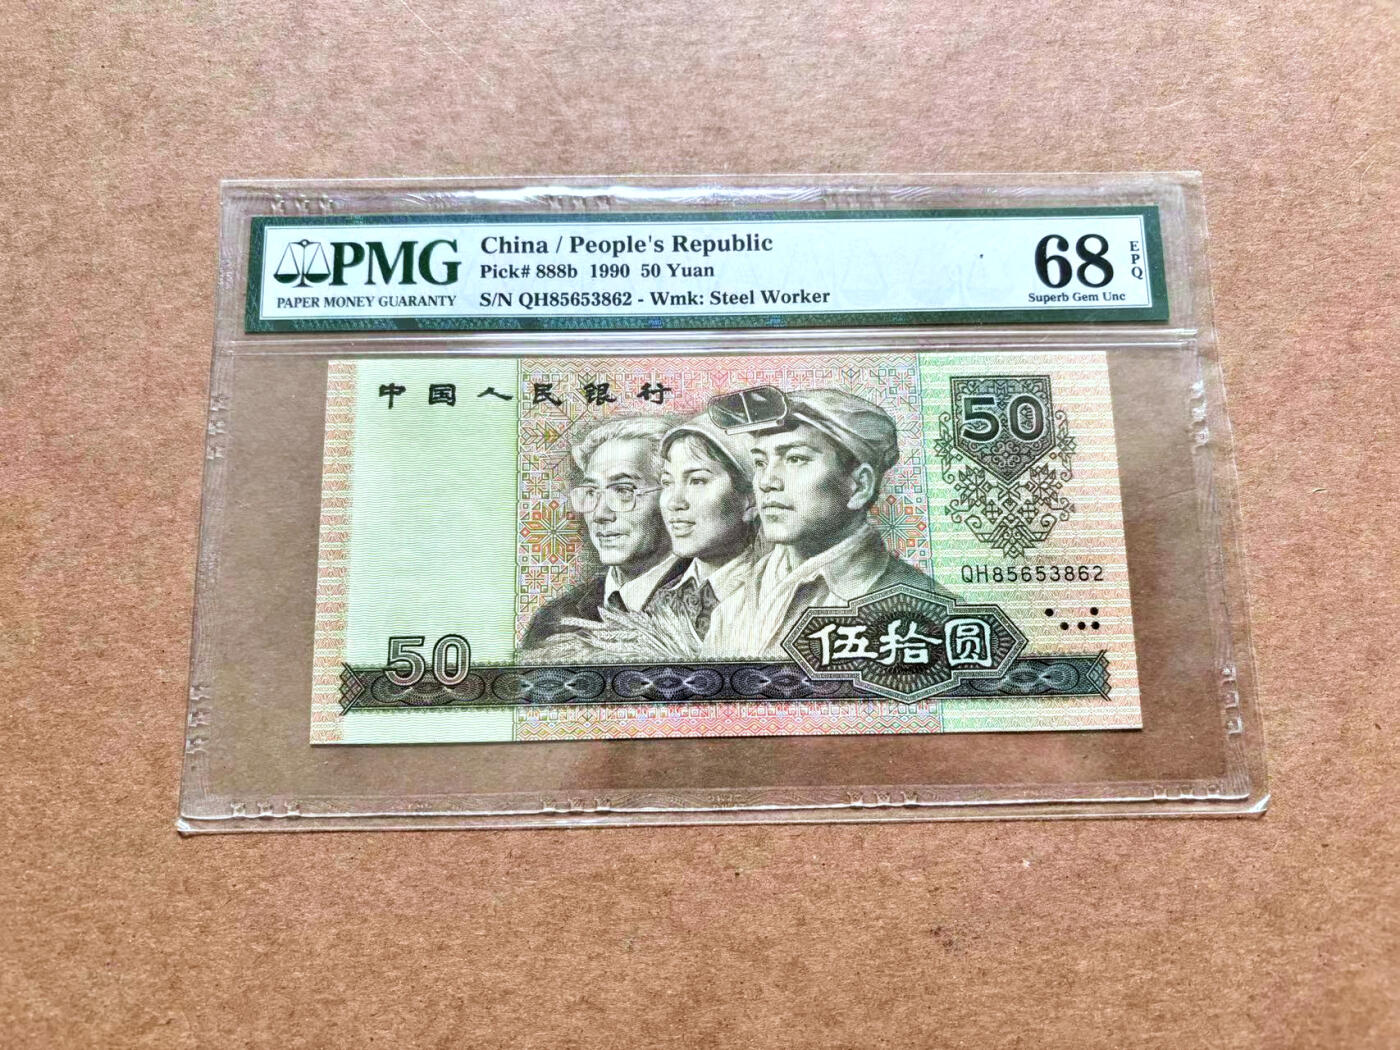 PMG
PAPER MONEY GUARANTY
China / People's Republic
Pick# 888b 1990 50 Yuan
S/N QH85653862 - Wmk: Steel Worker
68
EPQ
Superb Gem Unc
中国人民银行
50
QH85653862
伍拾圆
50